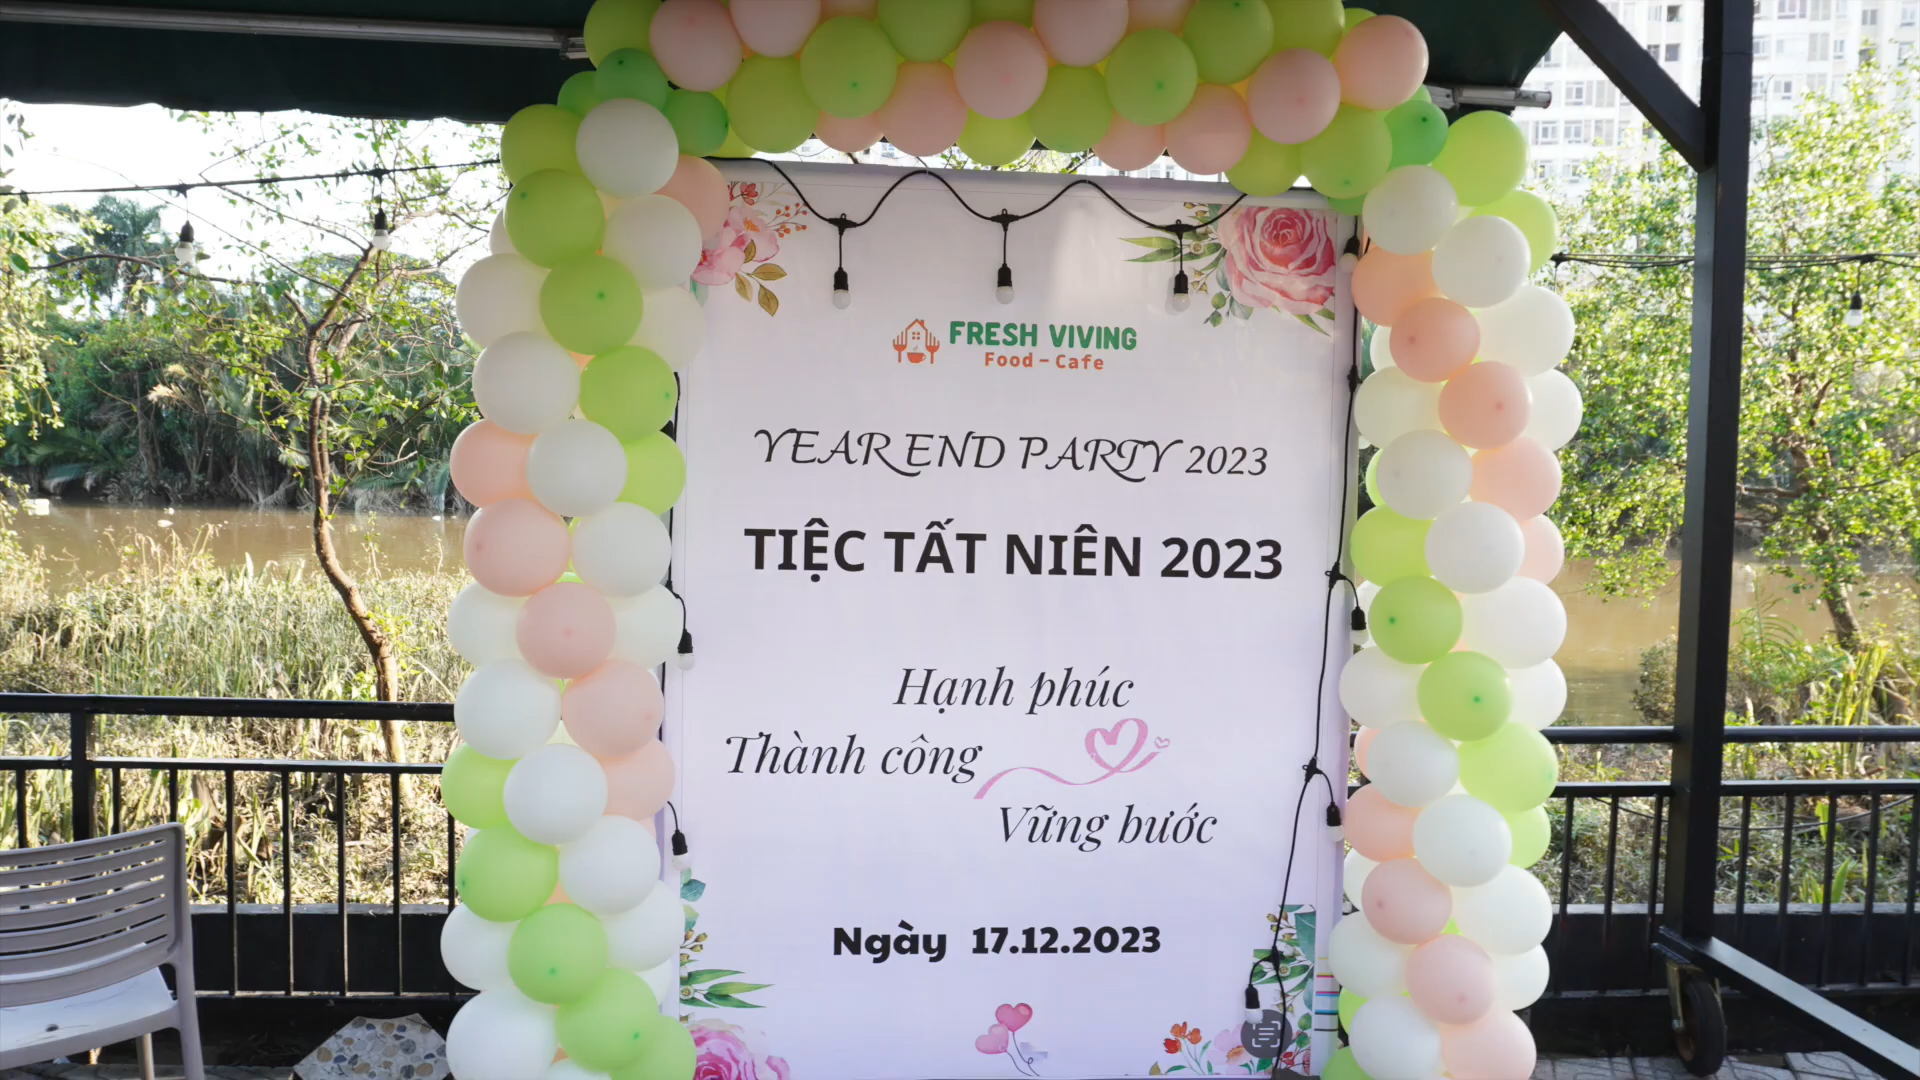 FRESH VIVING
Food - Cafe
YEAR END PARTY 2023
TIỆC TẤT NIÊN 2023
Hạnh phúc
Thành công
Vững bước
Ngày 17.12.2023